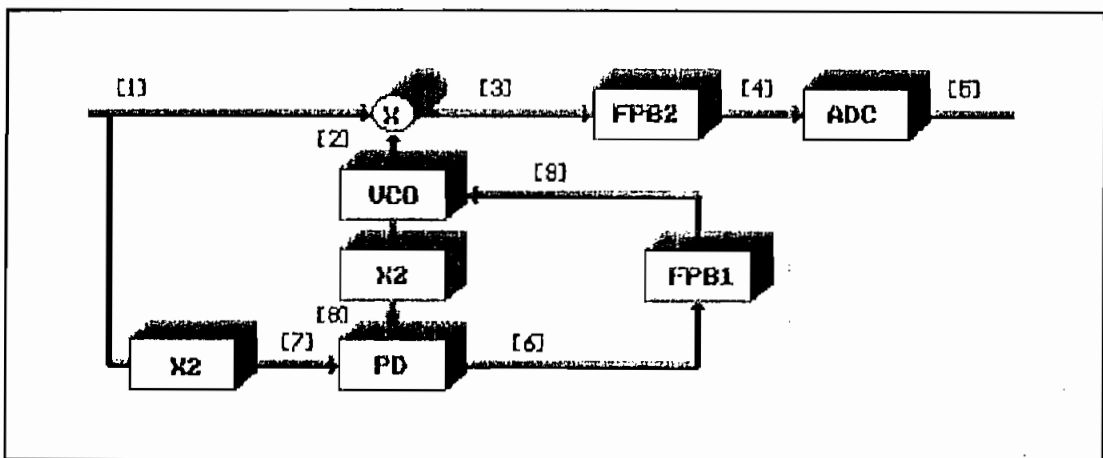 [1] [3] [4] [5]
X FPB2 ADC
[2] [9]
VCO
X2 FPB1
[8] [7] [6]
X2 PD